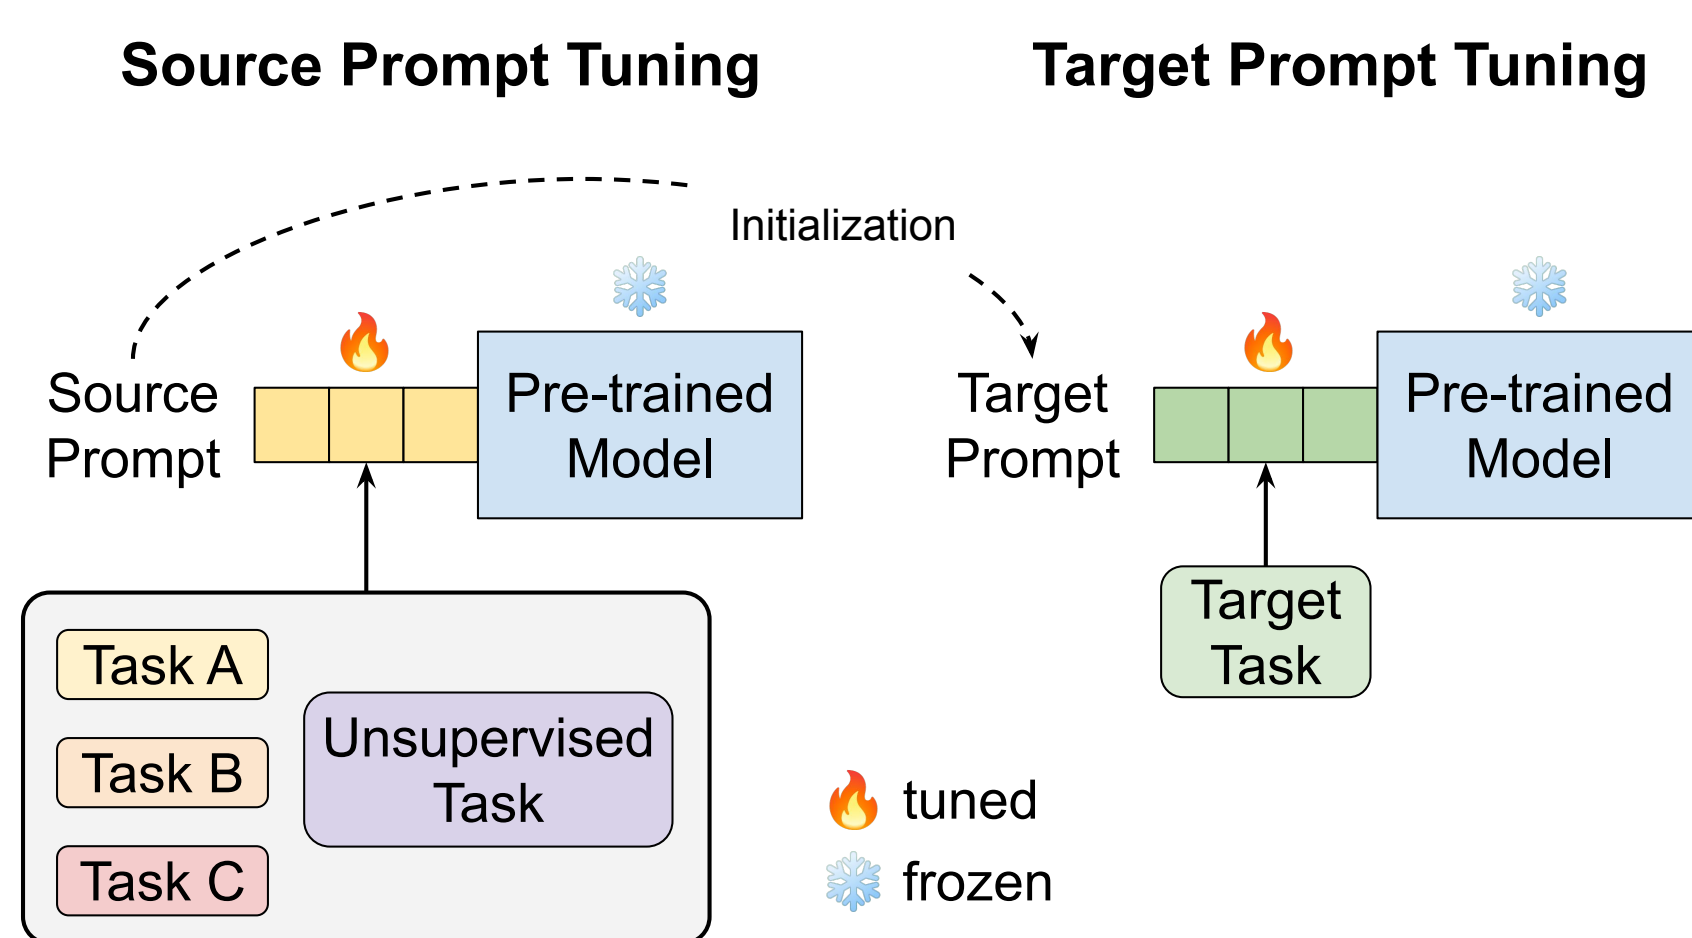 Source Prompt Tuning
Target Prompt Tuning
Initialization
Source
Prompt
Pre-trained
Model
Target
Prompt
Pre-trained
Model
Task A
Task B
Task C
Unsupervised
Task
Target
Task
tuned
frozen